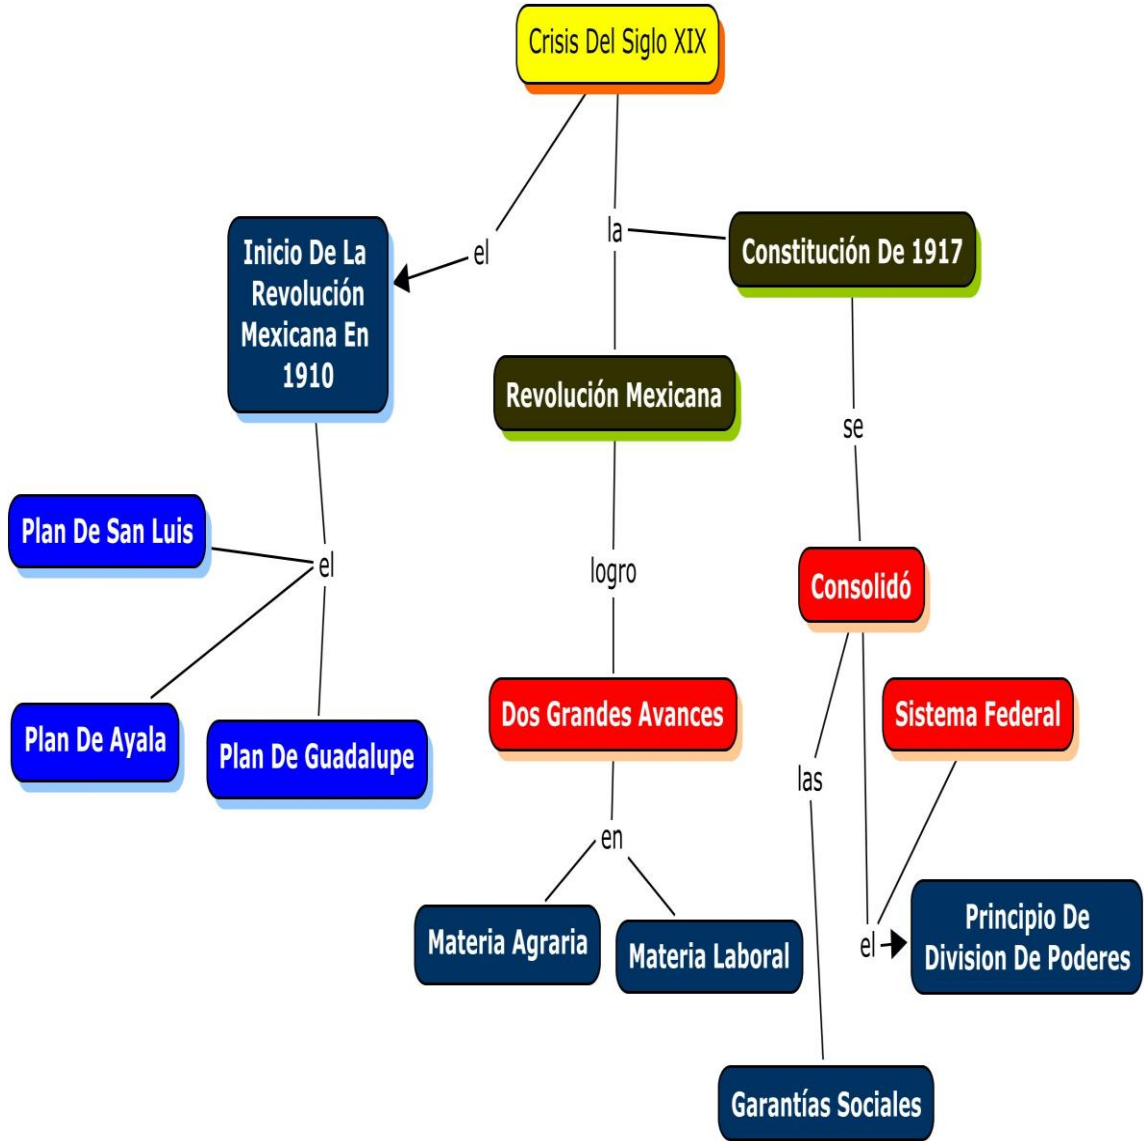 Crisis Del Siglo XIX
el
la
Inicio De La
Revolución
Mexicana En
1910
Constitución De 1917
Revolución Mexicana
se
Plan De San Luis
el
logro
Consolidó
Plan De Ayala
Plan De Guadalupe
Dos Grandes Avances
Sistema Federal
las
en
Materia Agraria
Materia Laboral
el
Principio De
Division De Poderes
Garantías Sociales